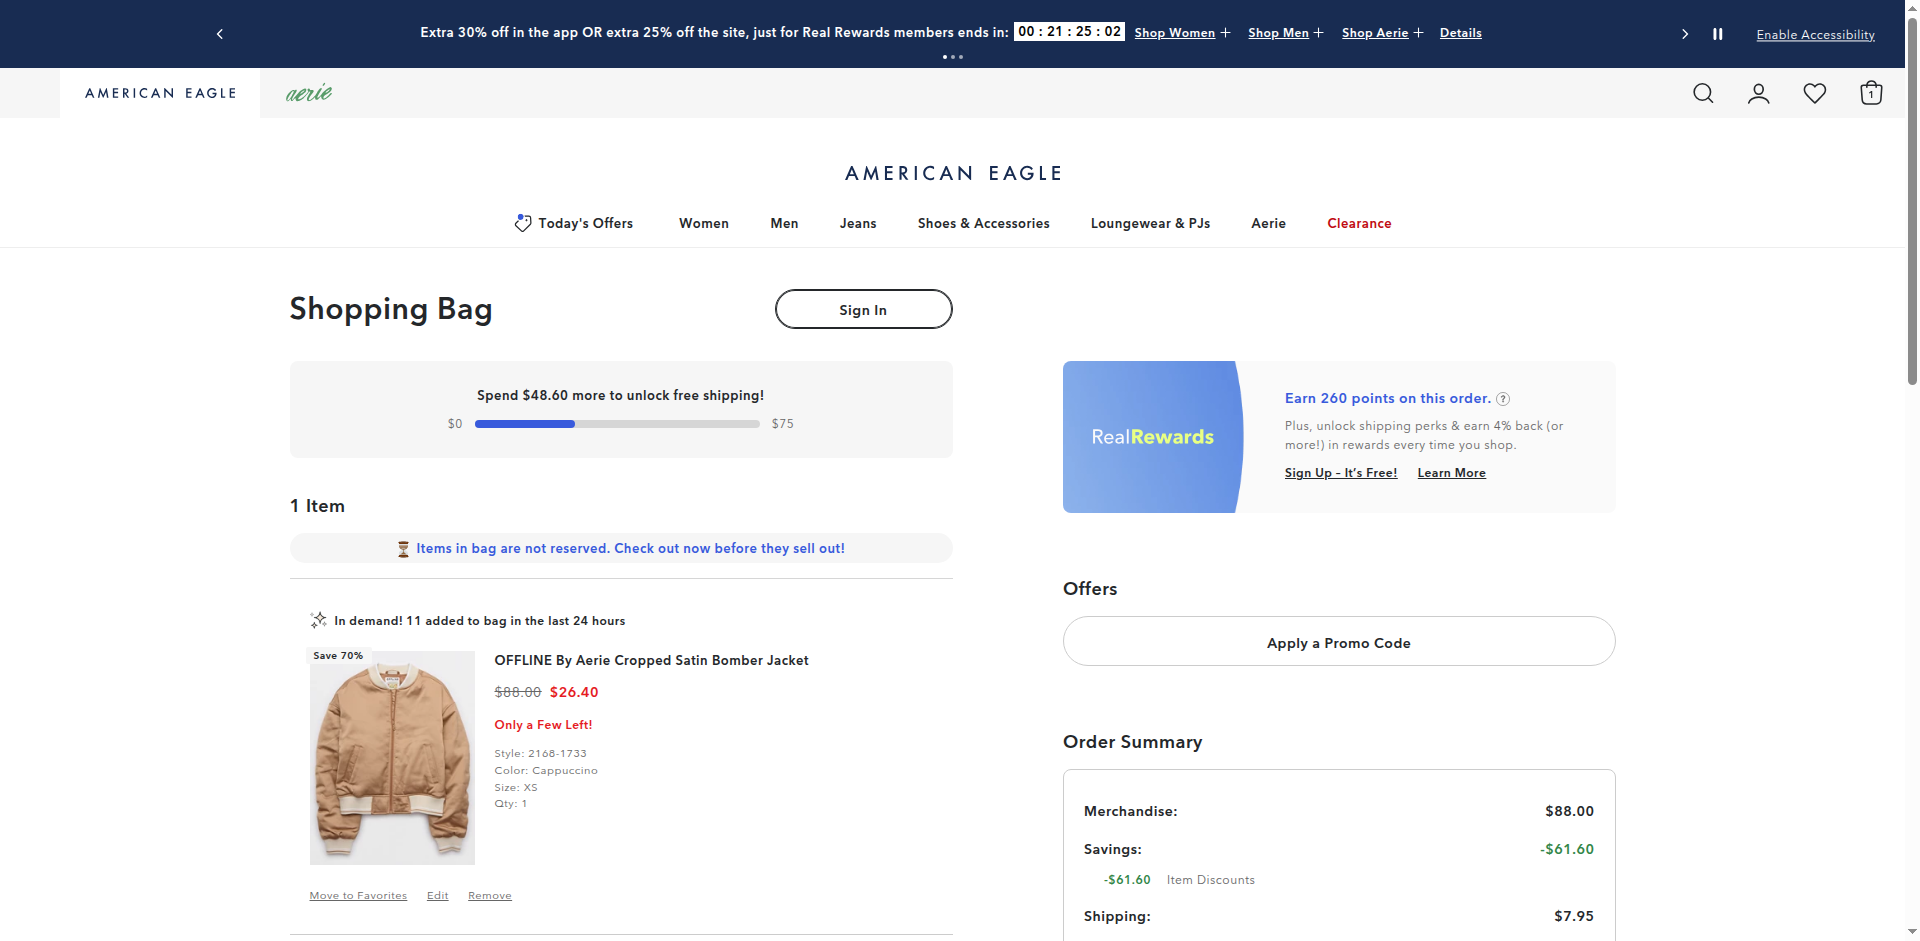 Extra 30% off in the app OR extra 25% off the site, just for Real Rewards members ends in: 00 : 21 : 25 : 02 Shop Women + Shop Men + Shop Aerie + Details
Enable Accessibility
AMERICAN EAGLE
aerie
1
AMERICAN EAGLE
Today's Offers Women Men Jeans Shoes & Accessories Loungewear & PJs Aerie Clearance
Shopping Bag
Sign In
Spend $48.60 more to unlock free shipping!
$0 $75
1 Item
Items in bag are not reserved. Check out now before they sell out!
In demand! 11 added to bag in the last 24 hours
Save 70%
OFFLINE By Aerie Cropped Satin Bomber Jacket
$88.00 $26.40
Only a Few Left!
Style: 2168-1733
Color: Cappuccino
Size: XS
Qty: 1
Move to Favorites Edit Remove
RealRewards
Earn 260 points on this order. ?
Plus, unlock shipping perks & earn 4% back (or
more!) in rewards every time you shop.
Sign Up – It's Free! Learn More
Offers
Apply a Promo Code
Order Summary
Merchandise: $88.00
Savings: -$61.60
-$61.60 Item Discounts
Shipping: $7.95